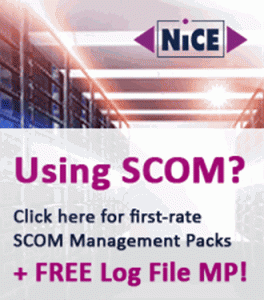 NiCE
Using SCOM?
Click here for first-rate
SCOM Management Packs
+ FREE Log File MP!